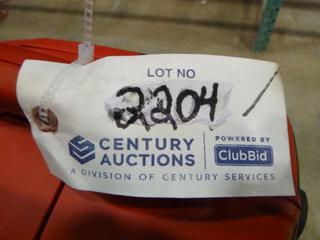 LOT NO
2204
CENTURY AUCTIONS
POWERED BY
ClubBid
A DIVISION OF CENTURY SERVICES